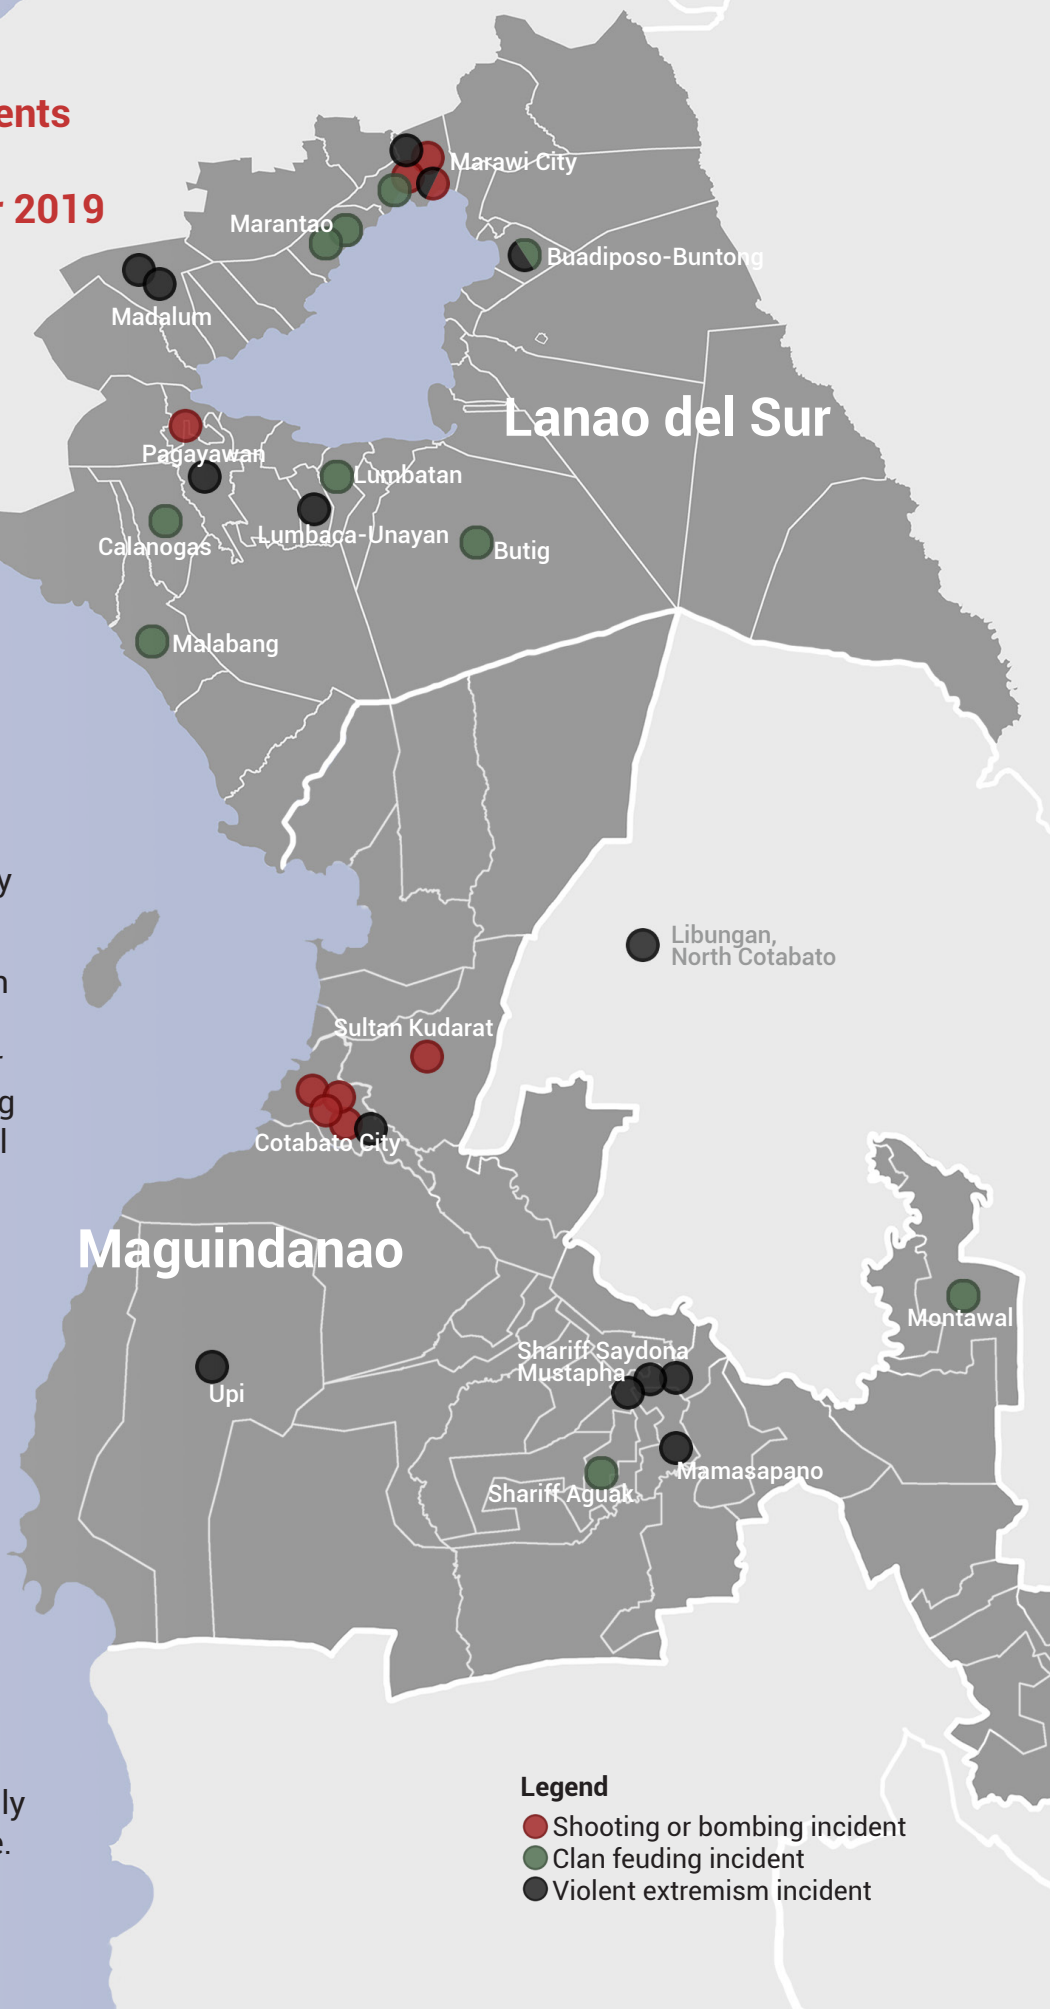 ents
r 2019
Marawi City
Marantao
Buadiposo-Buntong
Madalum
Lanao del Sur
Pagayawan
Lumbatan
Lumbaca-Unayan
Calanogas
Butig
Malabang
y
n
r
g
l
Libungan,
North Cotabato
Sultan Kudarat
Cotabato City
Maguindanao
Montawal
Shariff Saydona
Mustapha
Upi
Mamasapano
Shariff Aguak
ly
e.
Legend
Shooting or bombing incident
Clan feuding incident
Violent extremism incident